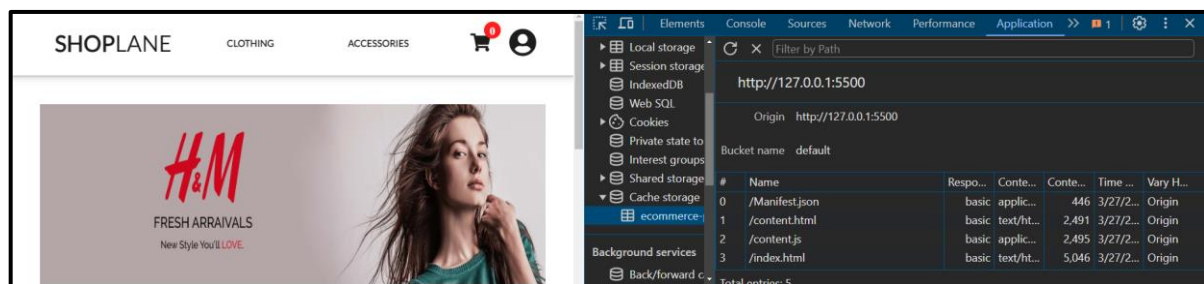 SHOPLANE CLOTHING ACCESSORIES 0
H&M
FRESH ARRAIVALS
New Style You'll LOVE.
Elements Console Sources Network Performance Application 1
Local storage
Session storage
IndexedDB
Web SQL
Cookies
Private state to
Interest groups
Shared storage
Cache storage
ecommerce-
Background services
Back/forward c
Filter by Path
http://127.0.0.1:5500
Origin http://127.0.0.1:5500
Bucket name default
# Name Respo... Conte... Conte... Time ... Vary H...
0 /Manifest.json basic applic... 446 3/27/2... Origin
1 /content.html basic text/ht... 2,491 3/27/2... Origin
2 /content.js basic applic... 2,495 3/27/2... Origin
3 /index.html basic text/ht... 5,046 3/27/2... Origin
Total entries: 5